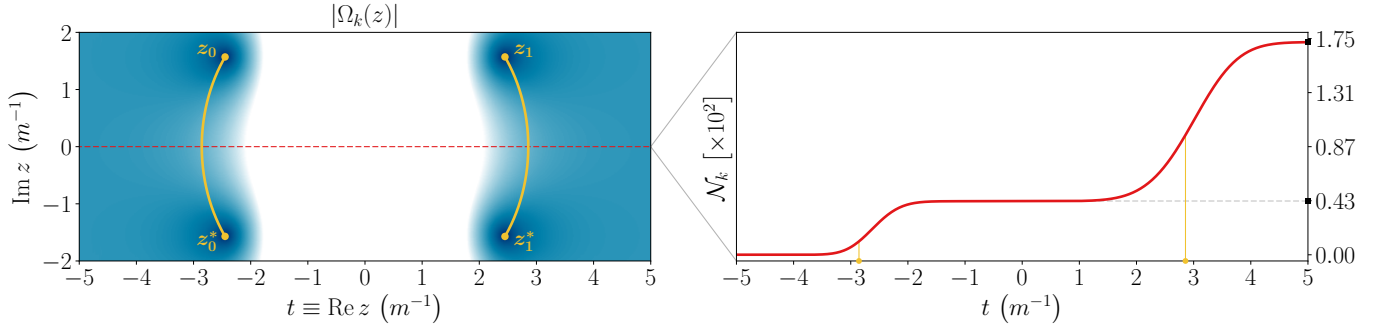 |Ωₖ(z)|
2
1
0
−1
−2
Im z (m⁻¹)
z₀
z₁
z₀*
z₁*
−5 −4 −3 −2 −1 0 1 2 3 4 5
t ≡ Re z (m⁻¹)
𝒩ₖ [×10²]
1.75
1.31
0.87
0.43
0.00
−5 −4 −3 −2 −1 0 1 2 3 4 5
t (m⁻¹)